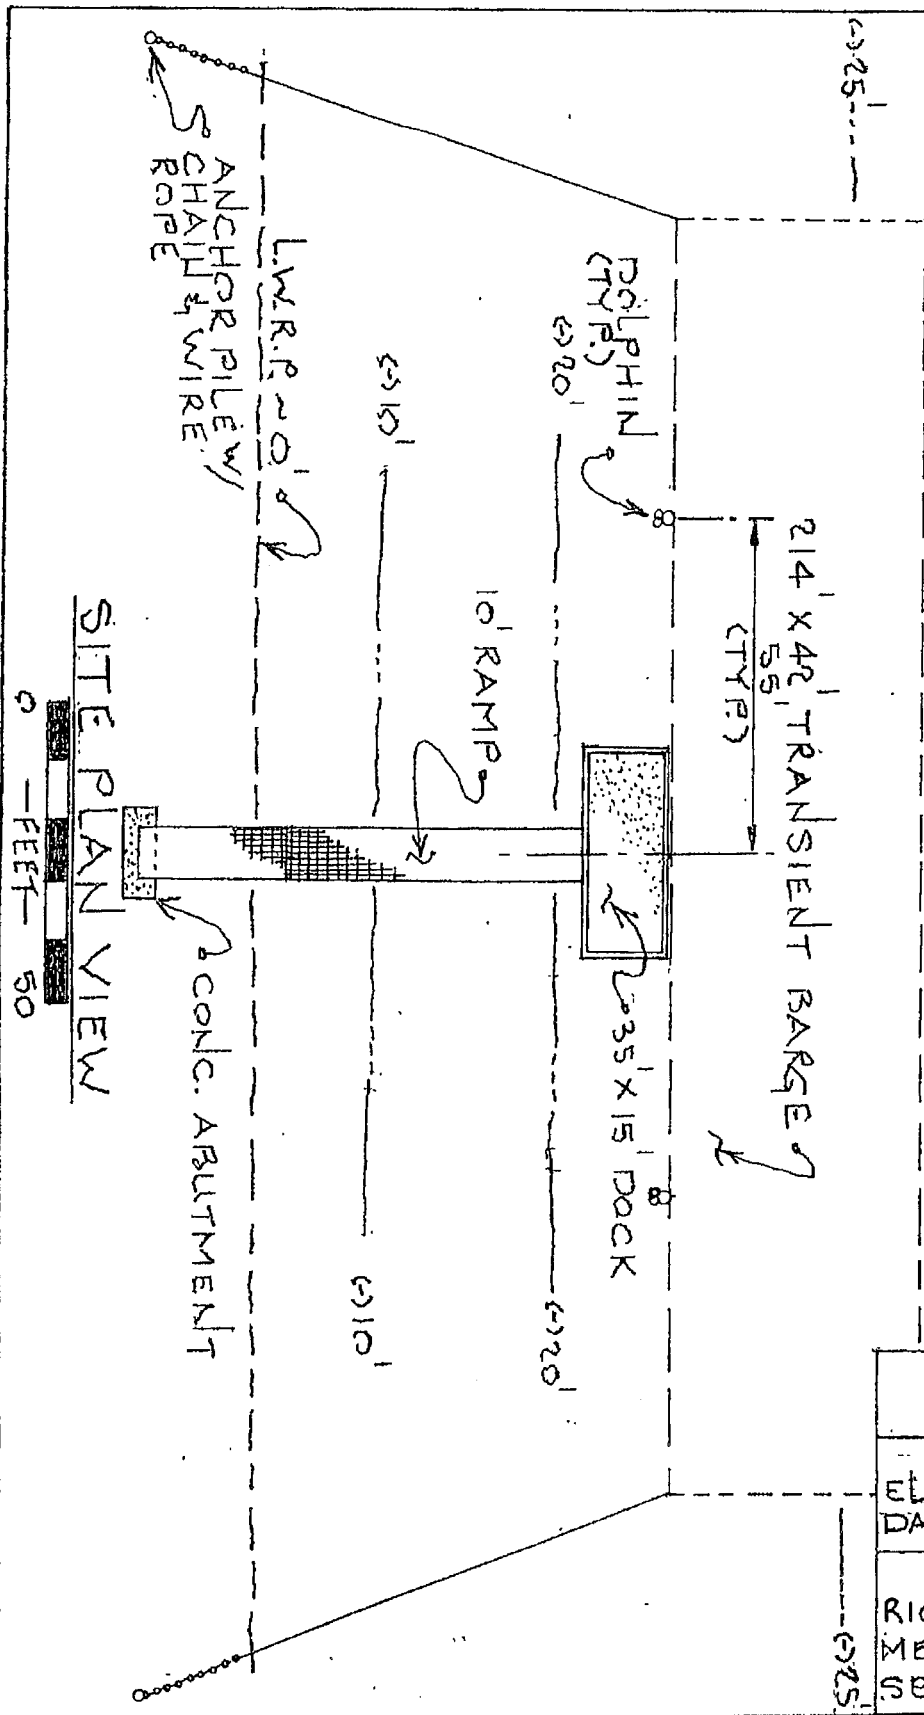 (-)25'
214' X 42' TRANSIENT BARGE
55'
(TYP.)
DOLPHIN
(TYP.)
(-)20'
(-)20'
35' X 15' DOCK
10' RAMP
(-)10'
(-)10'
L.W.R.P. ~ 0'
ANCHOR PILE W/
CHAIN & WIRE
ROPE
CONC. ABUTMENT
SITE PLAN VIEW
0 — FEET — 50
(-)25'
EL
DA
RIG
ME
SE